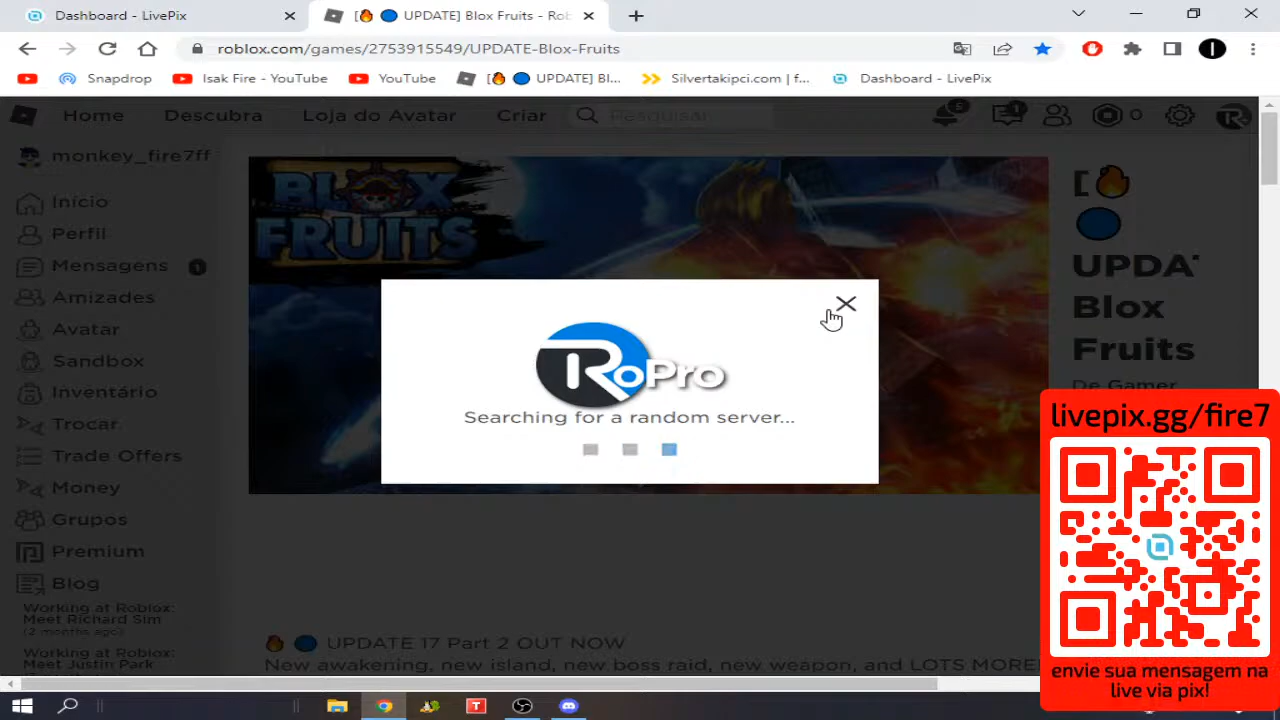 Dashboard - LivePix
[🔥 🔵 UPDATE] Blox Fruits - Rob
roblox.com/games/2753915549/UPDATE-Blox-Fruits
Snapdrop
Isak Fire - YouTube
YouTube
[🔥 🔵 UPDATE] Bl...
Silvertakipci.com | f...
Dashboard - LivePix
Home
Descubra
Loja do Avatar
Criar
Pesquisar
5
1
0
monkey_fire7ff
Início
Perfil
Mensagens 1
Amizades
Avatar
Sandbox
Inventário
Trocar
Trade Offers
Money
Grupos
Premium
Blog
Working at Roblox:
Meet Richard Sim
(2 months ago)
Working at Roblox:
Meet Justin Park
BLOX
FRUITS
RoPro
Searching for a random server...
[🔥
🔵
UPDA
Blox
Fruits
De Gamer
🔥 🔵 UPDATE 17 Part 2 OUT NOW
New awakening, new island, new boss raid, new weapon, and LOTS MORE!
livepix.gg/fire7
envie sua mensagem na
live via pix!